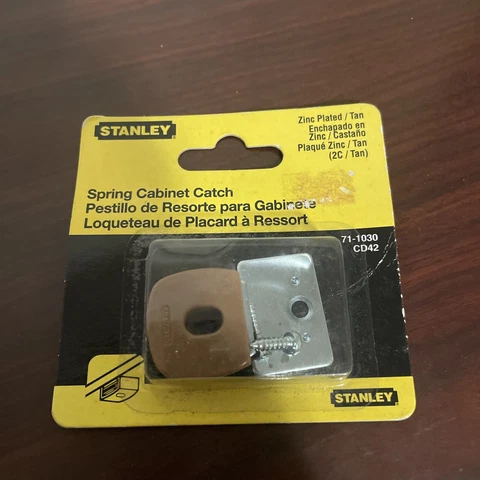 STANLEY
Zinc Plated / Tan
Enchapado en
Zinc / Castaño
Plaqué Zinc / Tan
(2C / Tan)
Spring Cabinet Catch
Pestillo de Resorte para Gabinete
Loqueteau de Placard à Ressort
71-1030
CD42
STANLEY